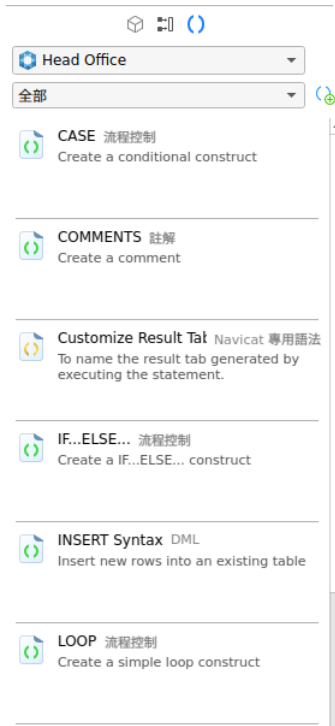 Head Office
全部
CASE 流程控制
Create a conditional construct
COMMENTS 註解
Create a comment
Customize Result Tab Navicat 專用語法
To name the result tab generated by
executing the statement.
IF...ELSE... 流程控制
Create a IF...ELSE... construct
INSERT Syntax DML
Insert new rows into an existing table
LOOP 流程控制
Create a simple loop construct